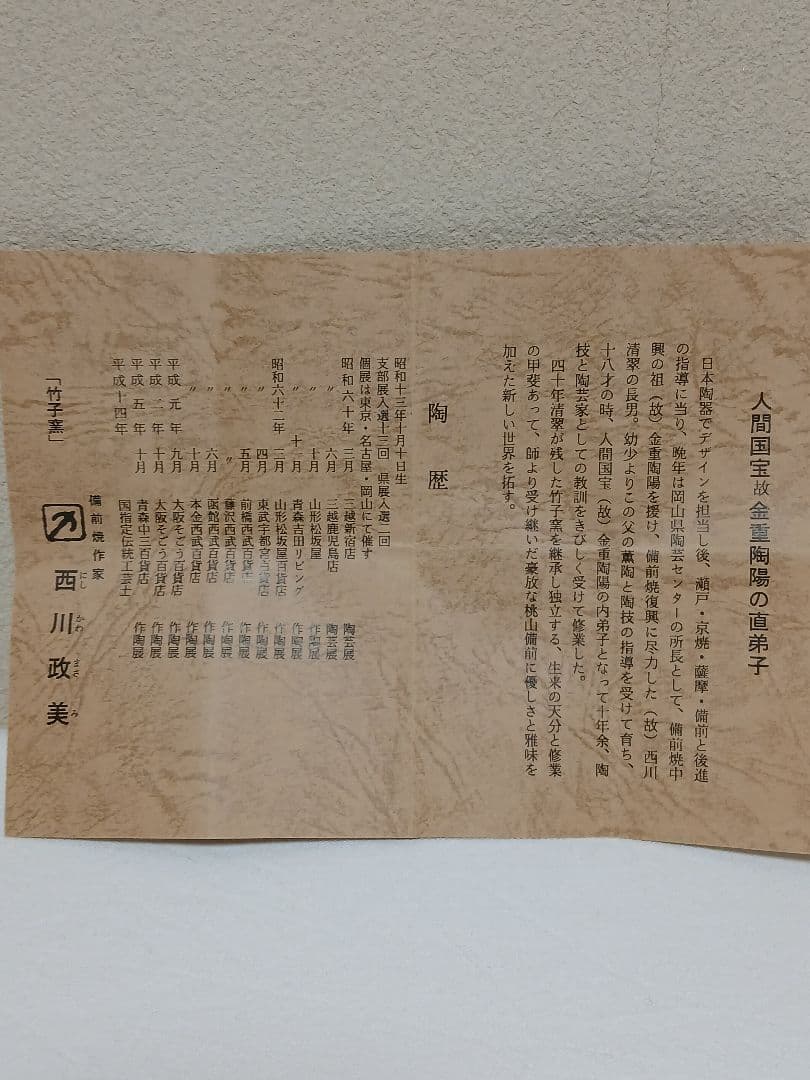 人間国宝故金重陶陽の直弟子
日本陶器でデザインを担当し後、瀬戸・京焼・薩摩・備前と後進
の指導に当り、晩年は岡山県陶芸センターの所長として、備前焼中
興の祖（故）金重陶陽を援け、備前焼復興に尽力した（故）西川
清翠の長男。幼少よりこの父の薫陶と陶技の指導を受けて育ち、
十八才の時、人間国宝（故）金重陶陽の内弟子となって十年余、陶
技と陶芸家としての教訓をきびしく受けて修業した。
四十年清翠が残した竹子窯を継承し独立する、生来の天分と修業
の甲斐あって、師より受け継いだ豪放な桃山備前に優しさと雅味を
加えた新しい世界を拓す。
陶歴
昭和十三年十月十日生
支部展入選十三回 県展入選二回
個展は東京・名古屋・岡山にて催す
昭和六十年 三月 三越新宿店 陶芸展
〃 六月 三越鹿児島店 陶芸展
〃 十月 山形松坂屋 作陶展
〃 十一月 青森吉田リビング 作陶展
昭和六十二年 二月 山形松坂屋百貨店 作陶展
〃 四月 東武宇都宮百貨店 作陶展
〃 五月 前橋西武百貨店 作陶展
〃 〃 藤沢西武百貨店 作陶展
〃 六月 函館西武百貨店 作陶展
〃 十月 本金西武百貨店 作陶展
平成元年 九月 大阪そごう百貨店 作陶展
平成二年 十月 大阪そごう百貨店 作陶展
平成五年 十月 青森中三百貨店 作陶展
平成十四年 国指定伝統工芸士
備前焼作家
「竹子窯」 西川政美
にし かわ まさ み